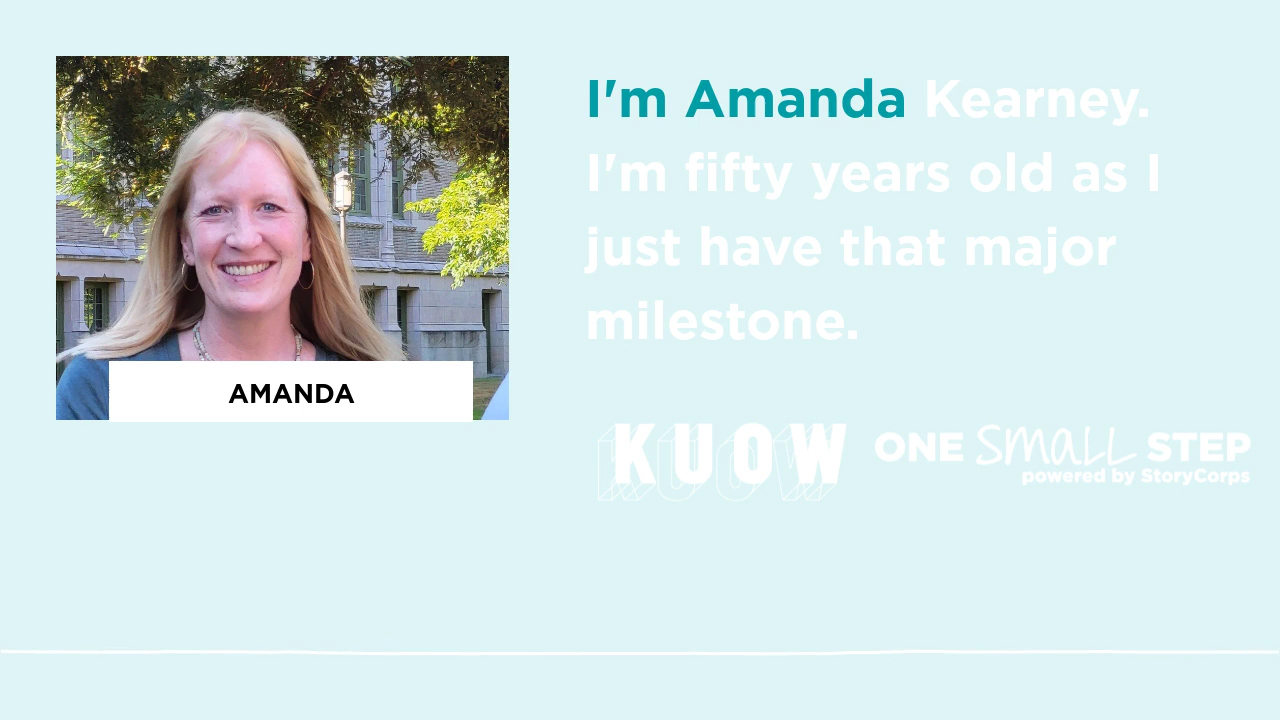 I'm Amanda Kearney.
I'm fifty years old as I
just have that major
milestone.
AMANDA
KUOW
ONE small STEP
powered by StoryCorps